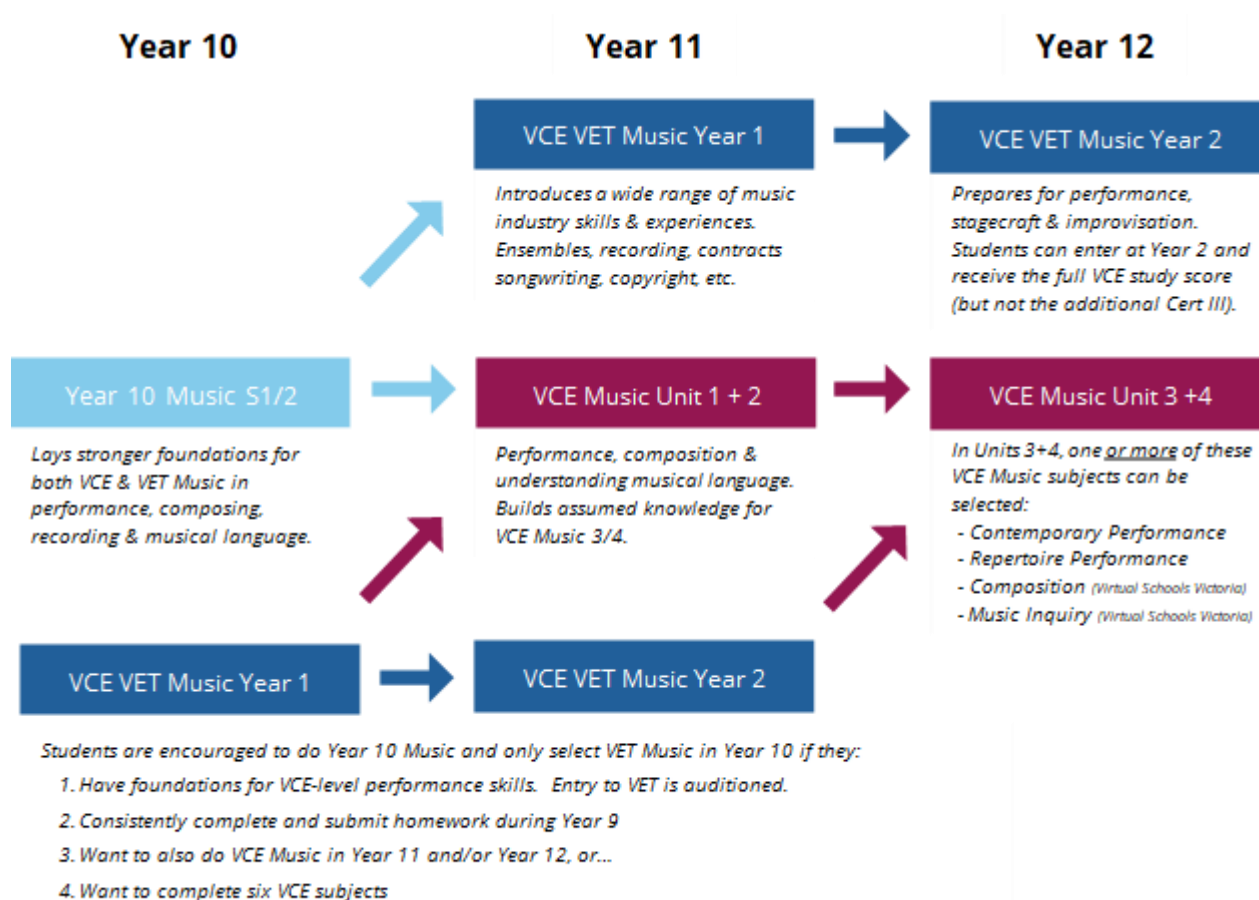 Year 10
Year 11
Year 12
VCE VET Music Year 1
VCE VET Music Year 2
Introduces a wide range of music
industry skills & experiences.
Ensembles, recording, contracts
songwriting, copyright, etc.
Prepares for performance,
stagecraft & improvisation.
Students can enter at Year 2 and
receive the full VCE study score
(but not the additional Cert III).
Year 10 Music S1/2
VCE Music Unit 1 + 2
VCE Music Unit 3 +4
Lays stronger foundations for
both VCE & VET Music in
performance, composing,
recording & musical language.
Performance, composition &
understanding musical language.
Builds assumed knowledge for
VCE Music 3/4.
In Units 3+4, one or more of these
VCE Music subjects can be
selected:
- Contemporary Performance
- Repertoire Performance
- Composition (Virtual Schools Victoria)
- Music Inquiry (Virtual Schools Victoria)
VCE VET Music Year 1
VCE VET Music Year 2
Students are encouraged to do Year 10 Music and only select VET Music in Year 10 if they:
1. Have foundations for VCE-level performance skills. Entry to VET is auditioned.
2. Consistently complete and submit homework during Year 9
3. Want to also do VCE Music in Year 11 and/or Year 12, or...
4. Want to complete six VCE subjects